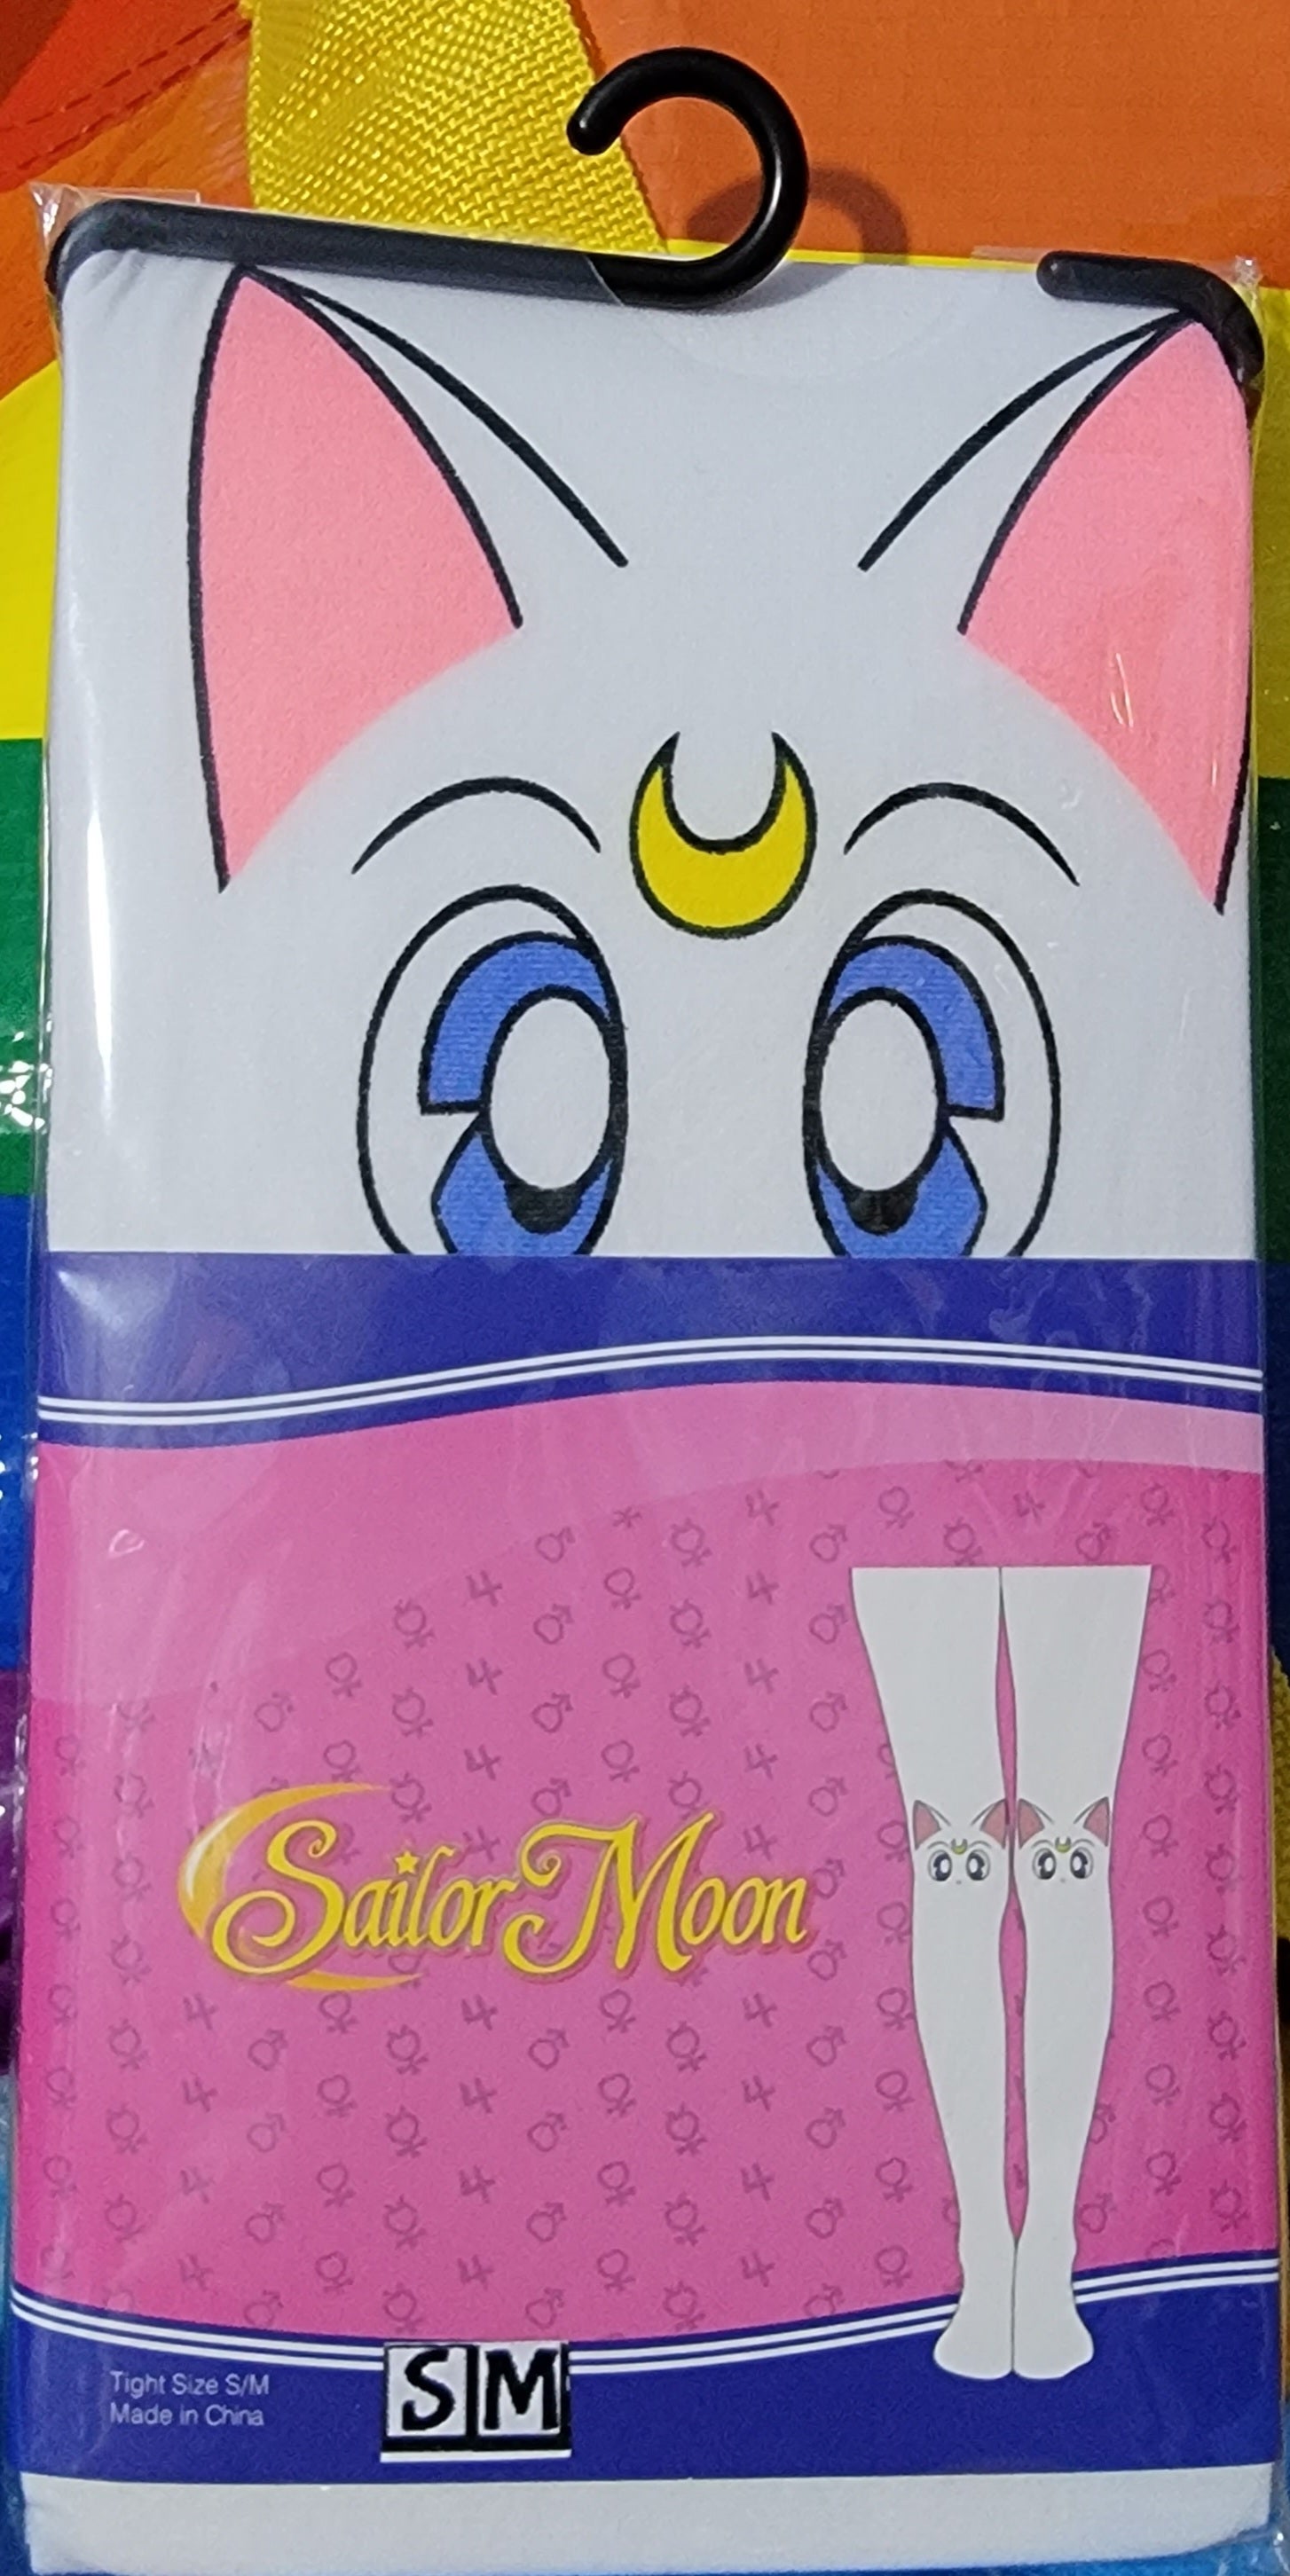 Sailor Moon
Tight Size S/M
Made in China
S|M